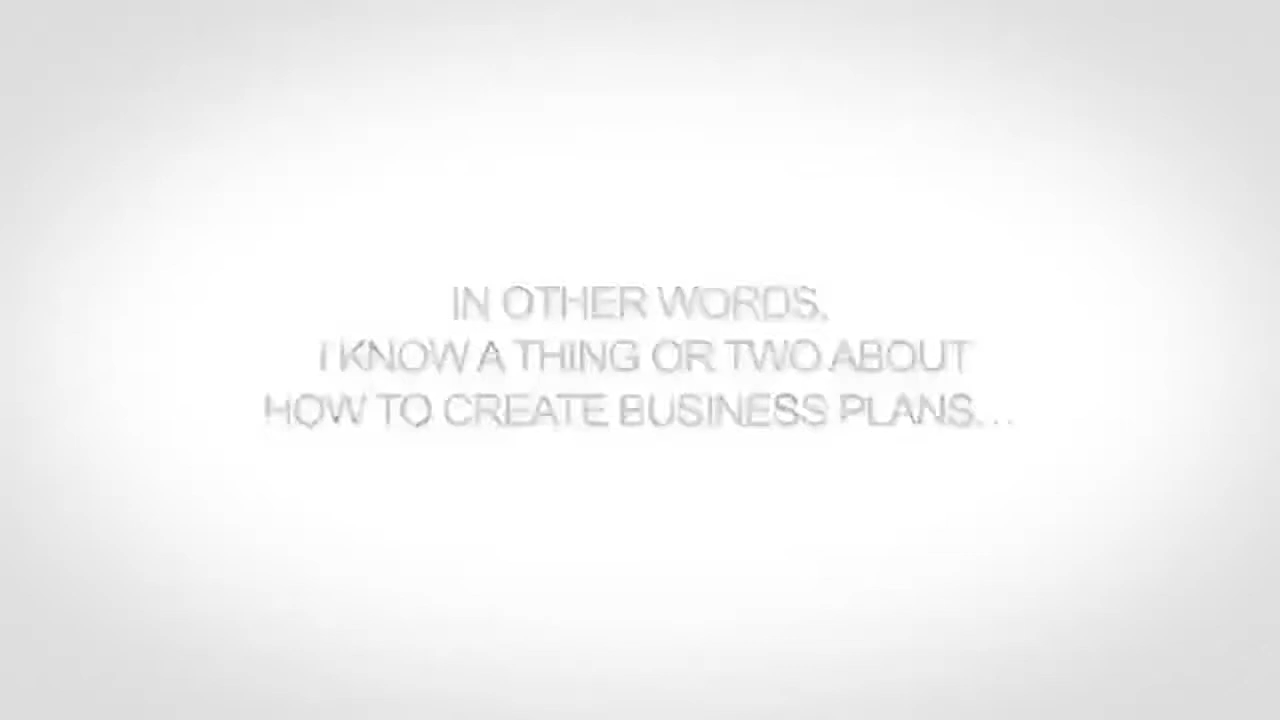 IN OTHER WORDS,
I KNOW A THING OR TWO ABOUT
HOW TO CREATE BUSINESS PLANS...